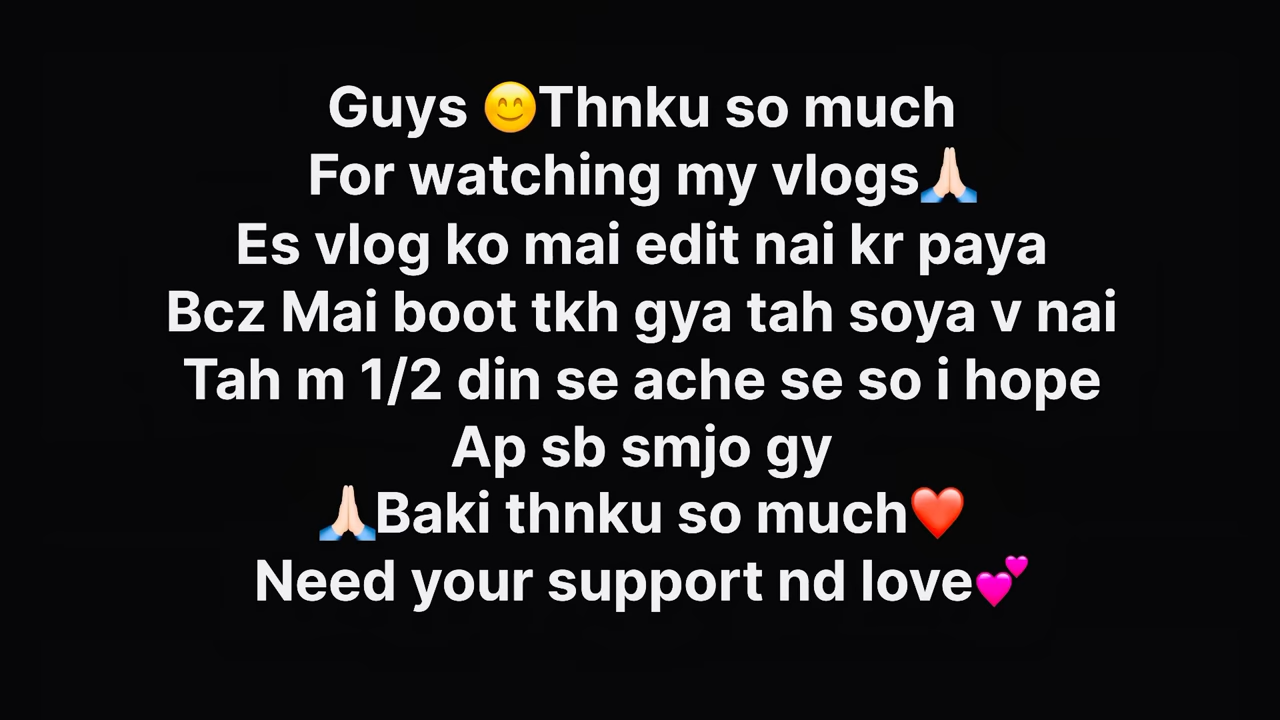 Guys 😊Thnku so much
For watching my vlogs🙏🏻
Es vlog ko mai edit nai kr paya
Bcz Mai boot tkh gya tah soya v nai
Tah m 1/2 din se ache se so i hope
Ap sb smjo gy
🙏🏻Baki thnku so much❤️
Need your support nd love💕